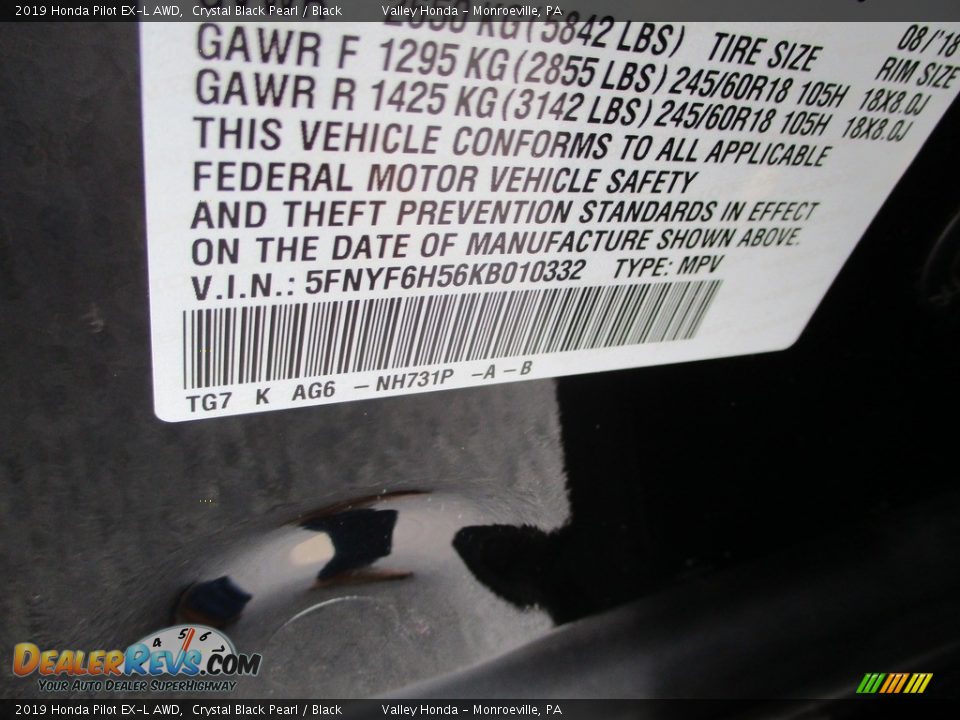 2019 Honda Pilot EX-L AWD, Crystal Black Pearl / Black Valley Honda - Monroeville, PA
KG (5842 LBS) 08/'18
GAWR F 1295 KG (2855 LBS) TIRE SIZE RIM SIZE
245/60R18 105H 18X8.0J
GAWR R 1425 KG (3142 LBS) 245/60R18 105H 18X8.0J
THIS VEHICLE CONFORMS TO ALL APPLICABLE
FEDERAL MOTOR VEHICLE SAFETY
AND THEFT PREVENTION STANDARDS IN EFFECT
ON THE DATE OF MANUFACTURE SHOWN ABOVE.
V.I.N.: 5FNYF6H56KB010332 TYPE: MPV
TG7 K AG6 -NH731P -A-B
4 5 6
DealerRevs.com
Your Auto Dealer SuperHighway
2019 Honda Pilot EX-L AWD, Crystal Black Pearl / Black Valley Honda - Monroeville, PA